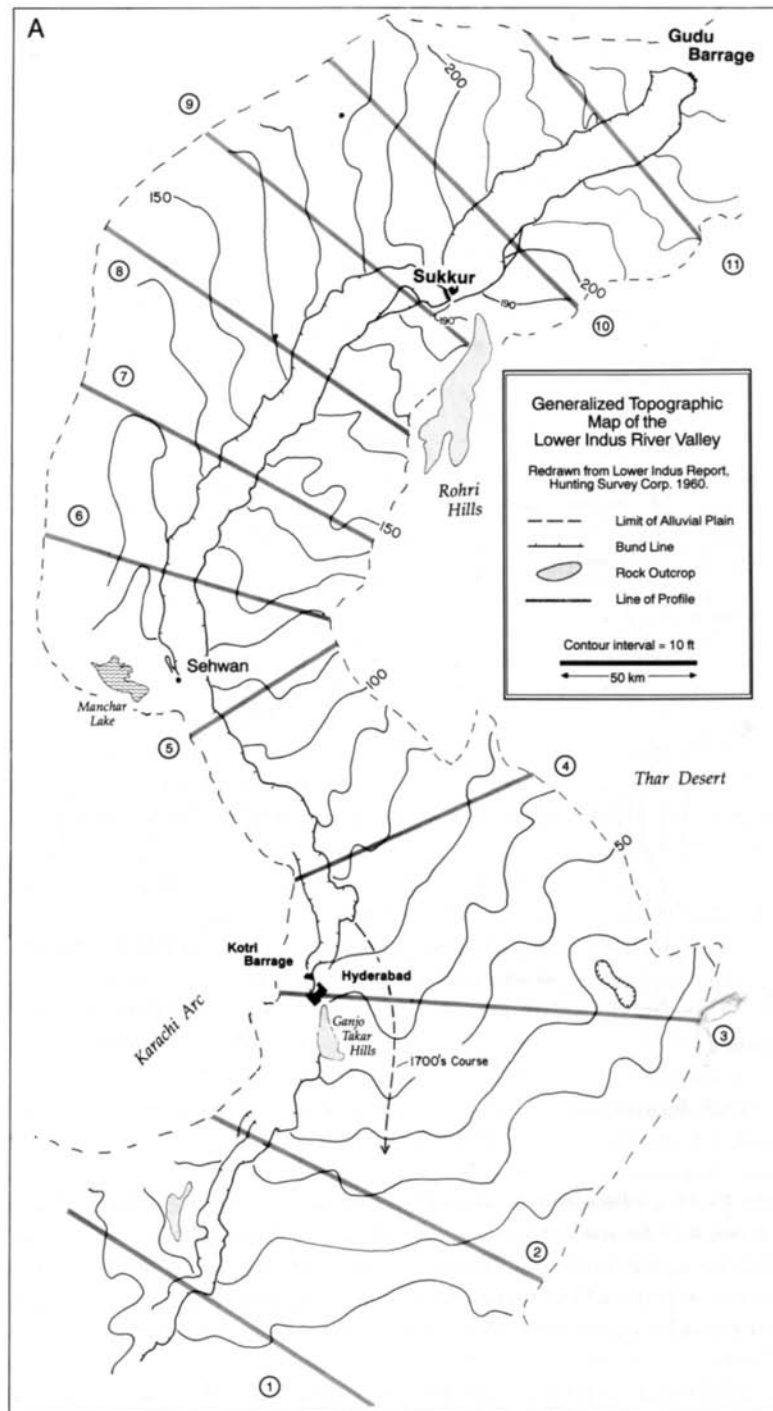 A
Gudu
Barrage
200
9
150
11
8
Sukkur
190
190
200
10
7
Generalized Topographic
Map of the
Lower Indus River Valley
Redrawn from Lower Indus Report,
Hunting Survey Corp. 1960.
Limit of Alluvial Plain
Bund Line
Rock Outcrop
Line of Profile
Contour interval = 10 ft
50 km
Rohri
Hills
150
6
Sehwan
Manchar
Lake
100
5
4
Thar Desert
50
Kotri
Barrage
Hyderabad
Karachi Arc
Ganjo
Takar
Hills
3
1700's Course
2
1